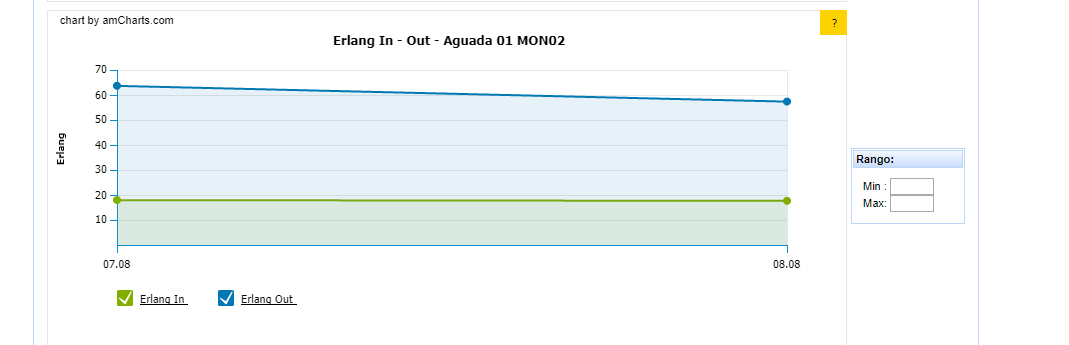 chart by amCharts.com
?
Erlang In - Out - Aguada 01 MON02
70
60
50
40
30
20
10
Erlang
07.08
08.08
Erlang In
Erlang Out
Rango:
Min :
Max: